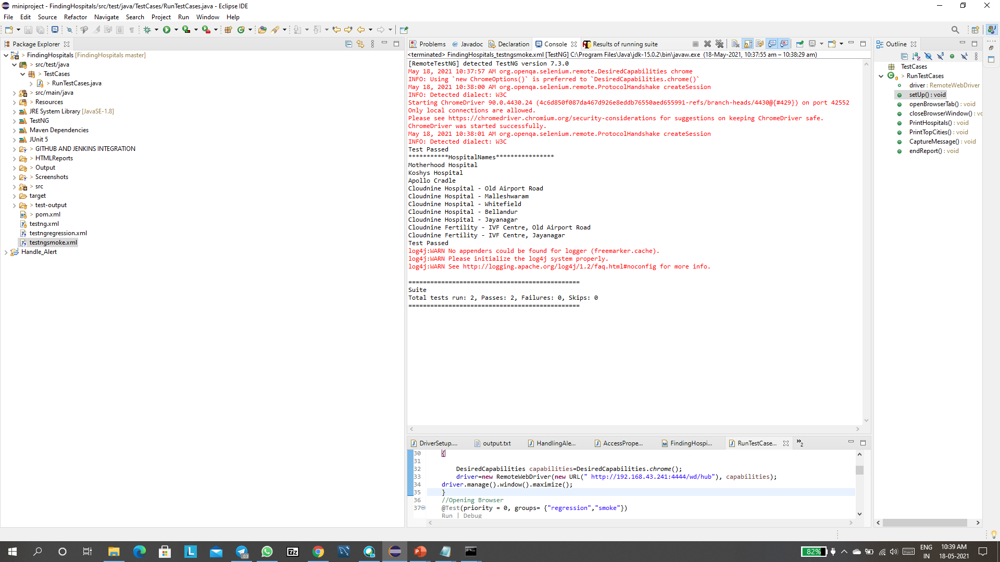 miniproject - FindingHospitals/src/test/java/TestCases/RunTestCases.java - Eclipse IDE
File Edit Source Refactor Navigate Search Project Run Window Help
Package Explorer
> FindingHospitals [FindingHospitals master]
> src/test/java
> TestCases
> RunTestCases.java
> src/main/java
> Resources
JRE System Library [JavaSE-1.8]
TestNG
Maven Dependencies
JUnit 5
> GITHUB AND JENKINS INTEGRATION
> HTMLReports
> Output
> Screenshots
> src
target
> test-output
> pom.xml
testng.xml
testngregression.xml
testngsmoke.xml
Handle_Alert
Problems @ Javadoc Declaration Console Results of running suite
<terminated> FindingHospitals_testngsmoke.xml [TestNG] C:\Program Files\Java\jdk-15.0.2\bin\javaw.exe (18-May-2021, 10:37:55 am – 10:38:29 am)
[RemoteTestNG] detected TestNG version 7.3.0
May 18, 2021 10:37:57 AM org.openqa.selenium.remote.DesiredCapabilities chrome
INFO: Using `new ChromeOptions()` is preferred to `DesiredCapabilities.chrome()`
May 18, 2021 10:38:00 AM org.openqa.selenium.remote.ProtocolHandshake createSession
INFO: Detected dialect: W3C
Starting ChromeDriver 90.0.4430.24 (4c6d850f087da467d926e8eddb76550aed655991-refs/branch-heads/4430@{#429}) on port 42552
Only local connections are allowed.
Please see https://chromedriver.chromium.org/security-considerations for suggestions on keeping ChromeDriver safe.
ChromeDriver was started successfully.
May 18, 2021 10:38:01 AM org.openqa.selenium.remote.ProtocolHandshake createSession
INFO: Detected dialect: W3C
Test Passed
***********HospitalNames****************
Motherhood Hospital
Koshys Hospital
Apollo Cradle
Cloudnine Hospital - Old Airport Road
Cloudnine Hospital - Malleshwaram
Cloudnine Hospital - Whitefield
Cloudnine Hospital - Bellandur
Cloudnine Hospital - Jayanagar
Cloudnine Fertility - IVF Centre, Old Airport Road
Cloudnine Fertility - IVF Centre, Jayanagar
Test Passed
log4j:WARN No appenders could be found for logger (freemarker.cache).
log4j:WARN Please initialize the log4j system properly.
log4j:WARN See http://logging.apache.org/log4j/1.2/faq.html#noconfig for more info.
===============================================
Suite
Total tests run: 2, Passes: 2, Failures: 0, Skips: 0
===============================================
DriverSetup.... output.txt HandlingAle... AccessPrope... FindingHospi... RunTestCase... »2
30 {
31
32 DesiredCapabilities capabilities=DesiredCapabilities.chrome();
33 driver=new RemoteWebDriver(new URL(" http://192.168.43.241:4444/wd/hub"), capabilities);
34 driver.manage().window().maximize();
35 }
36 //Opening Browser
37 @Test(priority = 0, groups= {"regression","smoke"})
Run | Debug
Outline
TestCases
> RunTestCases
driver : RemoteWebDriver
setUp() : void
openBrowserTab() : void
closeBrowserWindow() : vo
PrintHospitals() : void
PrintTopCities() : void
CaptureMessage() : void
endReport() : void
82%
ENG
IN
10:39 AM
18-05-2021